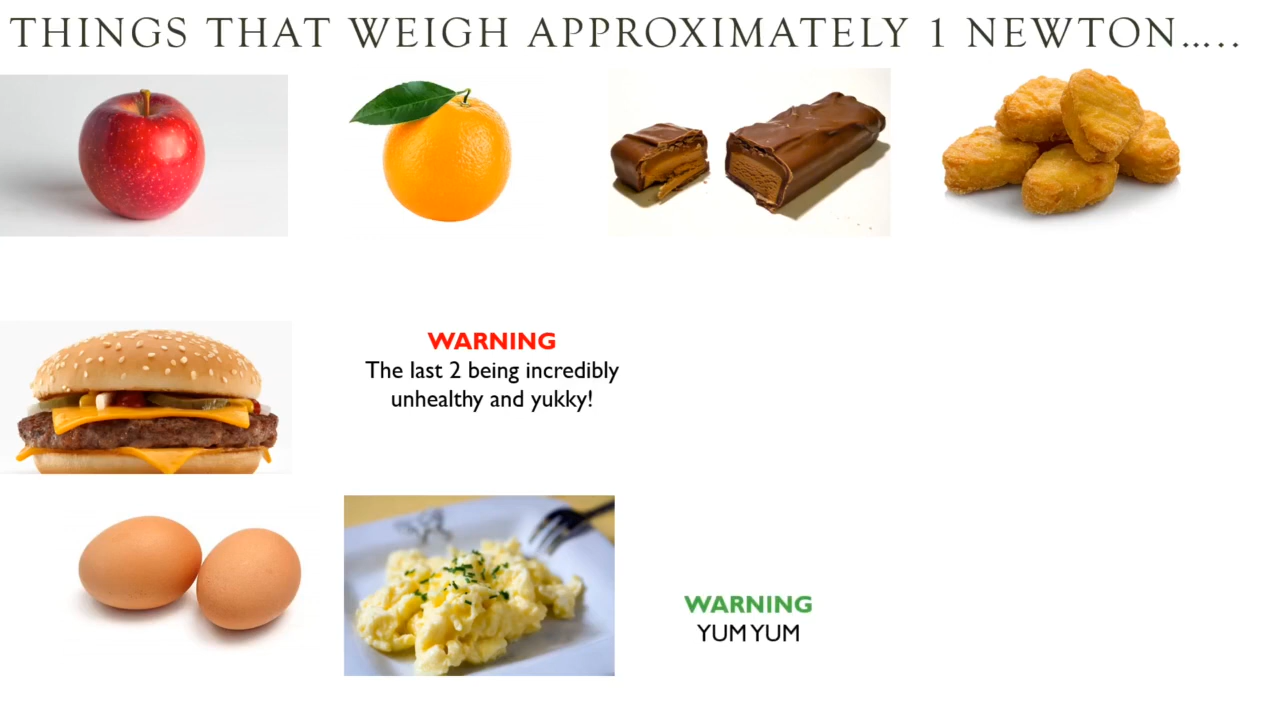 THINGS THAT WEIGH APPROXIMATELY 1 NEWTON.....
WARNING
The last 2 being incredibly
unhealthy and yukky!
WARNING
YUM YUM